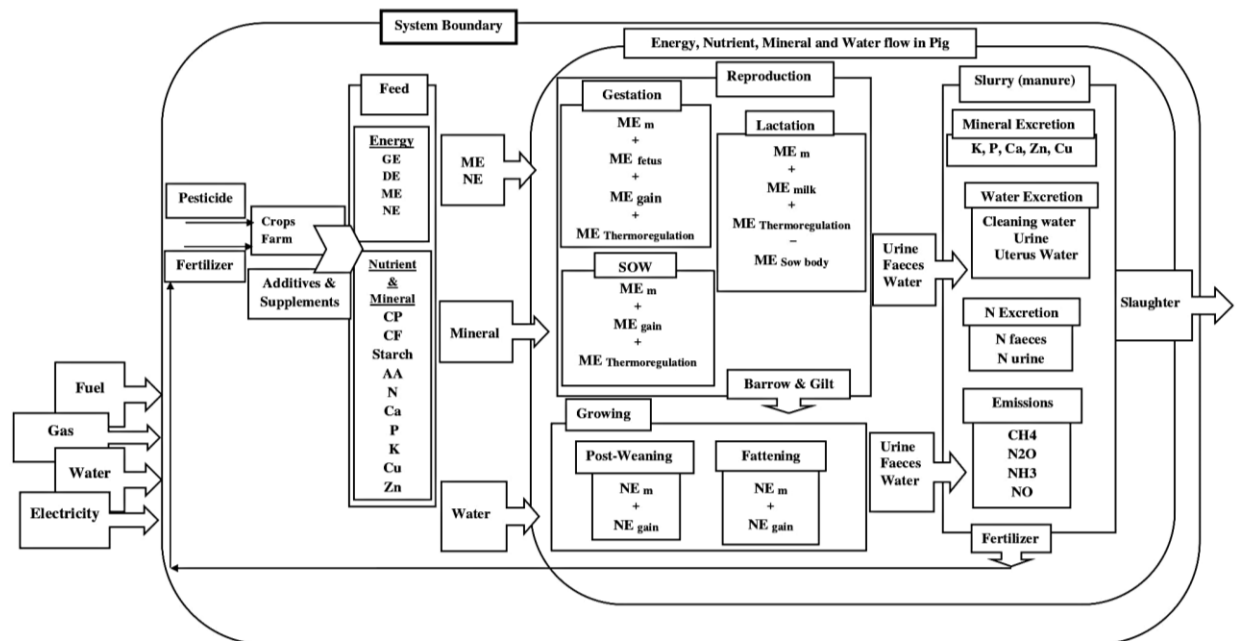 System Boundary
Energy, Nutrient, Mineral and Water flow in Pig
Pesticide
Fertilizer
Crops
Farm
Additives &
Supplements
Fuel
Gas
Water
Electricity
Feed
Energy
GE
DE
ME
NE
Nutrient
&
Mineral
CP
CF
Starch
AA
N
Ca
P
K
Cu
Zn
ME
NE
Mineral
Water
Reproduction
Gestation
ME m
+
ME fetus
+
ME gain
+
ME Thermoregulation
Lactation
ME m
+
ME milk
+
ME Thermoregulation
–
ME Sow body
SOW
ME m
+
ME gain
+
ME Thermoregulation
Barrow & Gilt
Growing
Post-Weaning
NE m
+
NE gain
Fattening
NE m
+
NE gain
Urine
Faeces
Water
Urine
Faeces
Water
Slurry (manure)
Mineral Excretion
K, P, Ca, Zn, Cu
Water Excretion
Cleaning water
Urine
Uterus Water
N Excretion
N faeces
N urine
Emissions
CH4
N2O
NH3
NO
Fertilizer
Slaughter